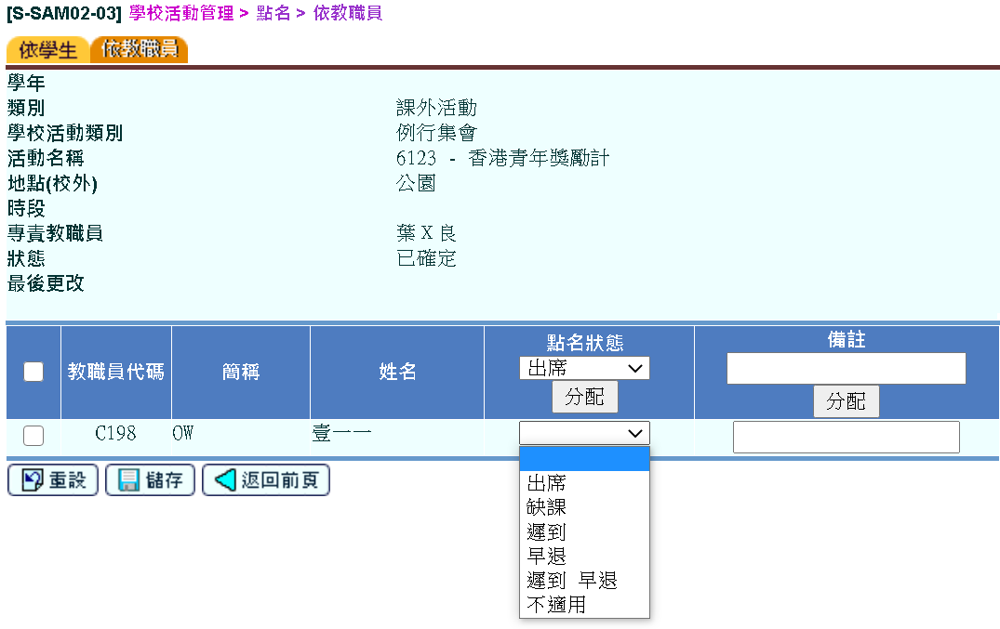 [S-SAM02-03] 學校活動管理 > 點名 > 依教職員
依學生 依教職員
學年
類別 課外活動
學校活動類別 例行集會
活動名稱 6123 - 香港青年獎勵計
地點(校外) 公園
時段
專責教職員 葉 X 良
狀態 已確定
最後更改
點名狀態 備註
教職員代碼 簡稱 姓名 出席
分配 分配
C198 OW 壹一一
出席
缺課
遲到
早退
遲到 早退
不適用
重設 儲存 返回前頁